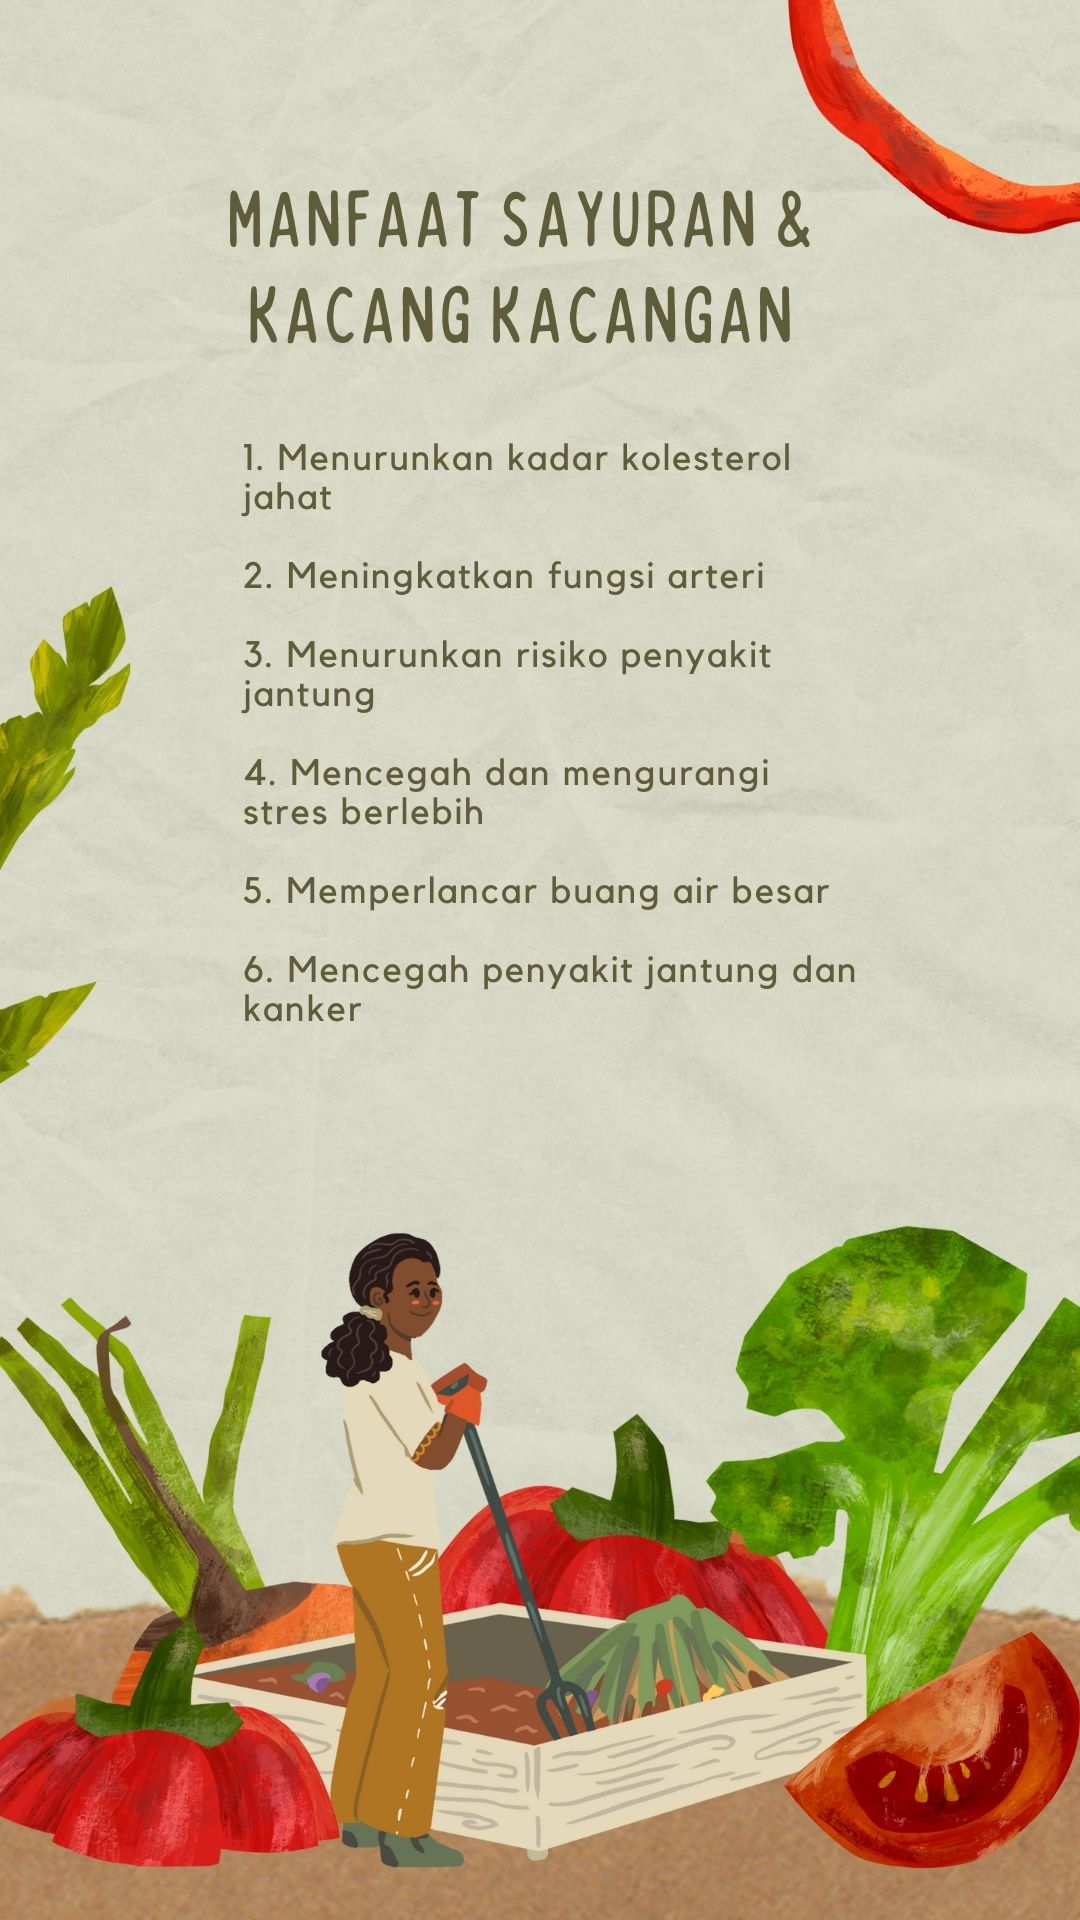 MANFAAT SAYURAN &
KACANG KACANGAN
1. Menurunkan kadar kolesterol
jahat
2. Meningkatkan fungsi arteri
3. Menurunkan risiko penyakit
jantung
4. Mencegah dan mengurangi
stres berlebih
5. Memperlancar buang air besar
6. Mencegah penyakit jantung dan
kanker